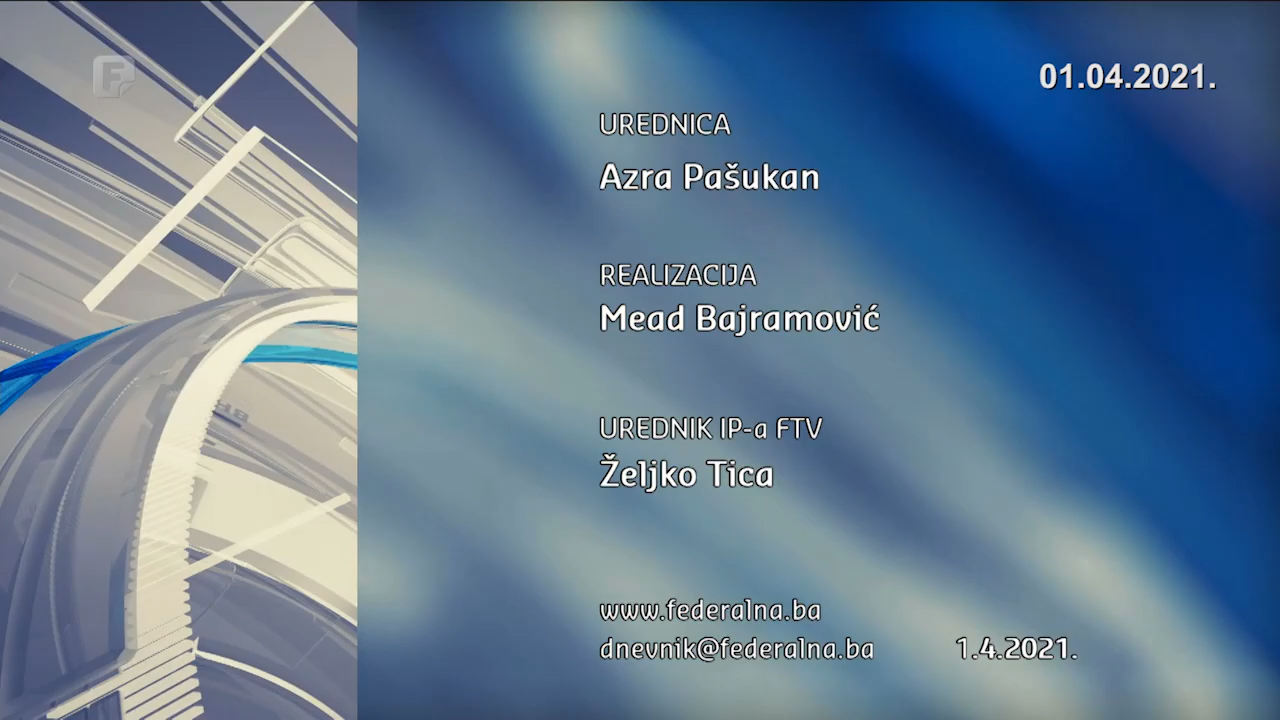 F
01.04.2021.
UREDNICA
Azra Pašukan
REALIZACIJA
Mead Bajramović
UREDNIK IP-a FTV
Željko Tica
www.federalna.ba
dnevnik@federalna.ba 1.4.2021.